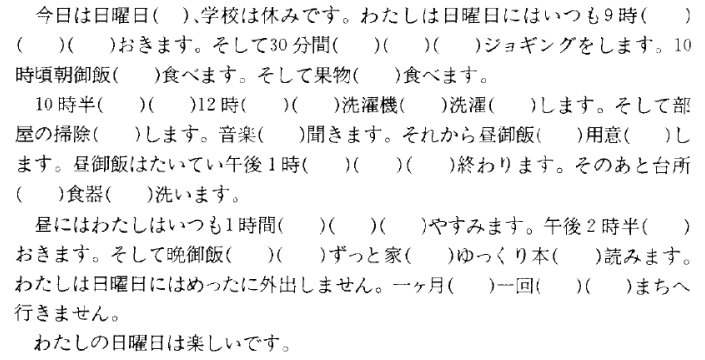 今日は日曜日(　)､学校は休みです。わたしは日曜日にはいつも9時(　　)
(　　)(　　)おきます。そして30分間(　　)(　　)(　　)ジョギングをします。10
時頃朝御飯(　　)食べます。そして果物(　　)食べます。
10時半(　　)(　　)12時(　　)(　　)洗濯機(　　)洗濯(　　)します。そして部
屋の掃除(　　)します。音楽(　　)聞きます。それから昼御飯(　　)用意(　　)し
ます。昼御飯はたいてい午後1時(　　)(　　)(　　)終わります。そのあと台所
(　　)食器(　　)洗います。
昼にはわたしはいつも1時間(　　)(　　)(　　)やすみます。午後2時半(　　)
おきます。そして晩御飯(　　)(　　)ずっと家(　　)ゆっくり本(　　)読みます。
わたしは日曜日にはめったに外出しません。一ヶ月(　　)一回(　　)(　　)まちへ
行きません。
わたしの日曜日は楽しいです。